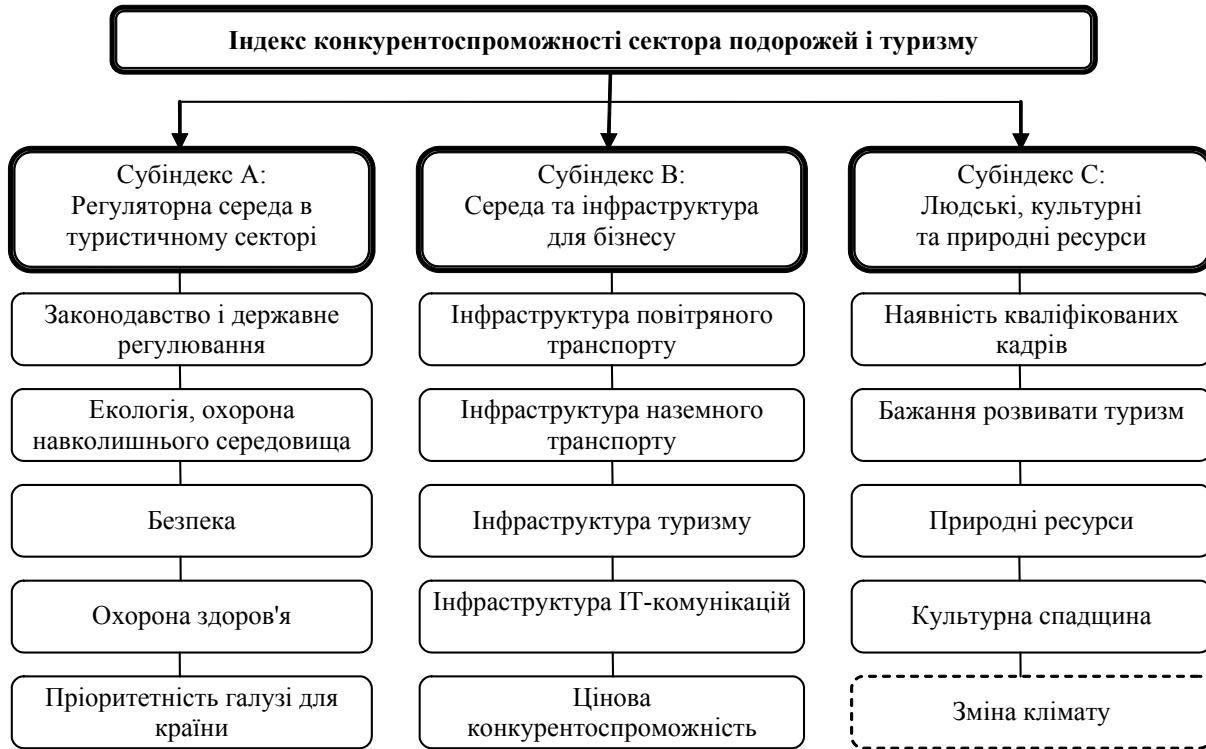 Індекс конкурентоспроможності сектора подорожей і туризму
Субіндекс А:
Регуляторна середа в
туристичному секторі
Законодавство і державне
регулювання
Екологія, охорона
навколишнього середовища
Безпека
Охорона здоров'я
Пріоритетність галузі для
країни
Субіндекс В:
Середа та інфраструктура
для бізнесу
Інфраструктура повітряного
транспорту
Інфраструктура наземного
транспорту
Інфраструктура туризму
Інфраструктура ІТ-комунікацій
Цінова
конкурентоспроможність
Субіндекс С:
Людські, культурні
та природні ресурси
Наявність кваліфікованих
кадрів
Бажання розвивати туризм
Природні ресурси
Культурна спадщина
Зміна клімату